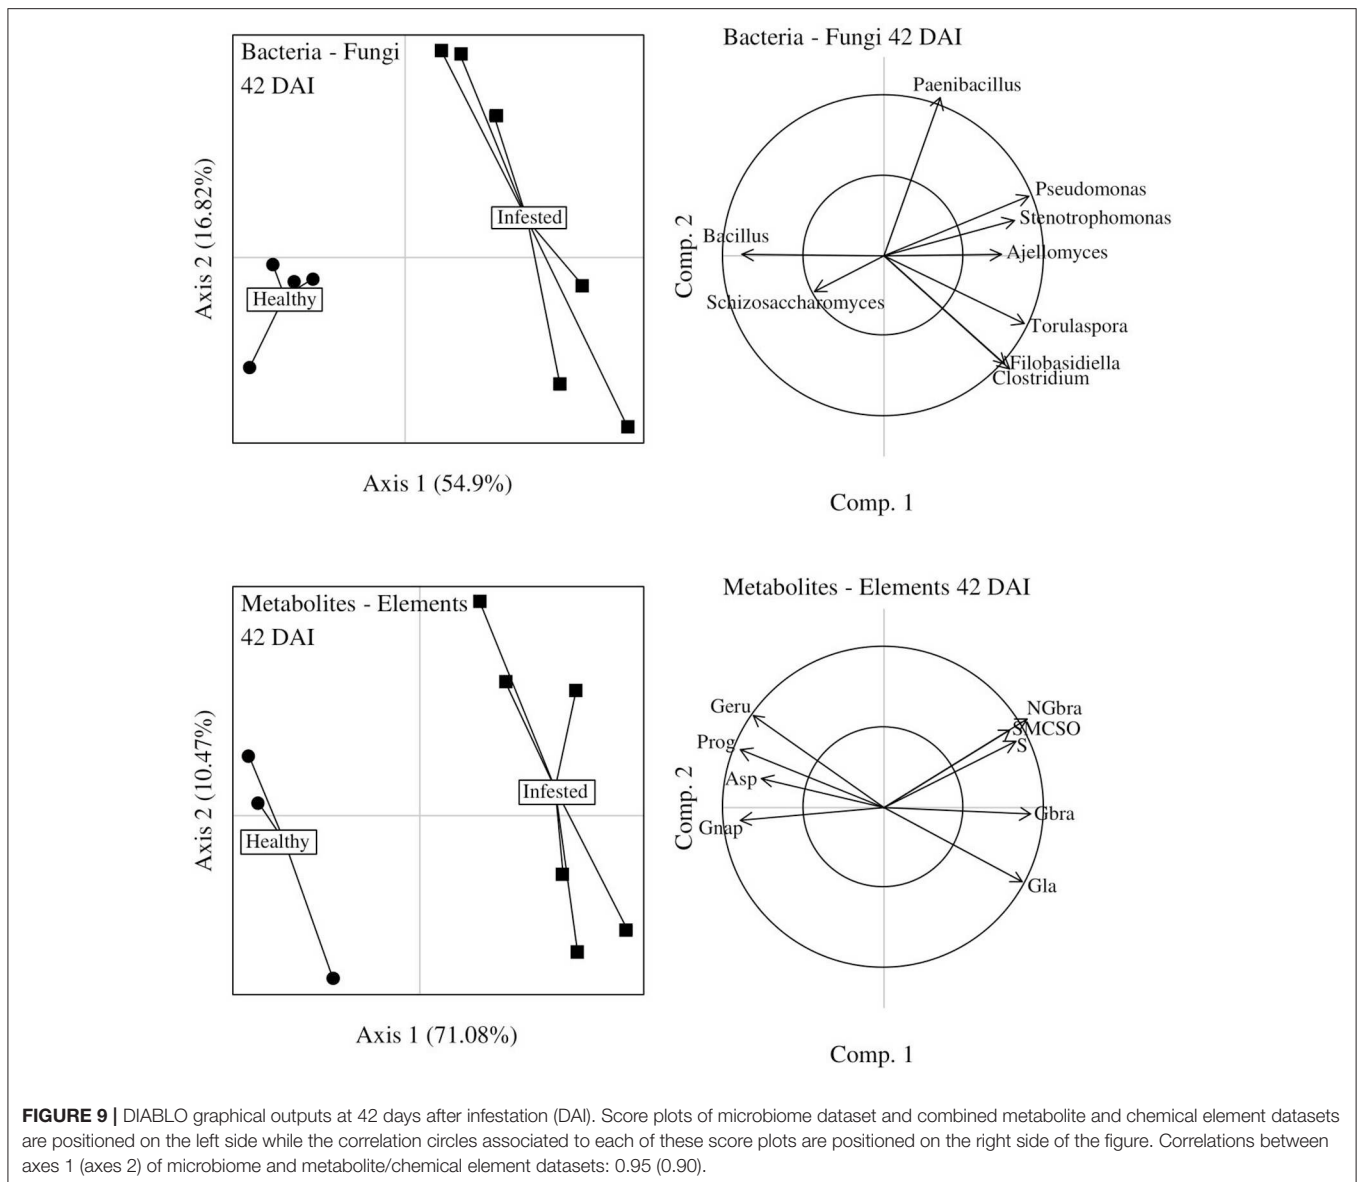 Bacteria - Fungi
42 DAI
Infested
Healthy
Axis 2 (16.82%)
Axis 1 (54.9%)
Bacteria - Fungi 42 DAI
Paenibacillus
Pseudomonas
Stenotrophomonas
Bacillus
Ajellomyces
Schizosaccharomyces
Torulaspora
Filobasidiella
Clostridium
Comp. 2
Comp. 1
Metabolites - Elements
42 DAI
Infested
Healthy
Axis 2 (10.47%)
Axis 1 (71.08%)
Metabolites - Elements 42 DAI
Geru
NGbra
SMCSO
Prog
S
Asp
Gbra
Gnap
Gla
Comp. 2
Comp. 1
FIGURE 9 | DIABLO graphical outputs at 42 days after infestation (DAI). Score plots of microbiome dataset and combined metabolite and chemical element datasets
are positioned on the left side while the correlation circles associated to each of these score plots are positioned on the right side of the figure. Correlations between
axes 1 (axes 2) of microbiome and metabolite/chemical element datasets: 0.95 (0.90).